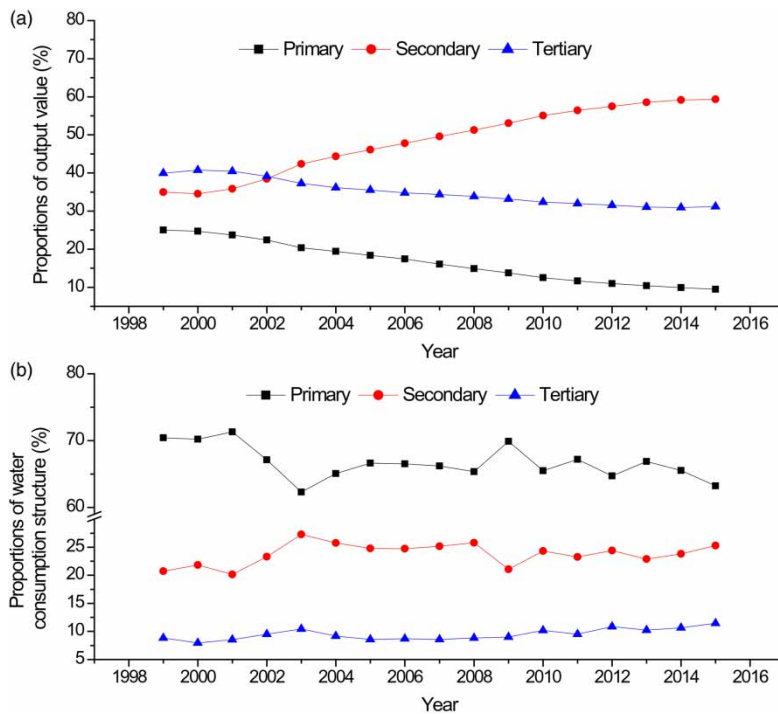 (a)
80
70
60
50
40
30
20
10
Proportions of output value (%)
Primary Secondary Tertiary
1998 2000 2002 2004 2006 2008 2010 2012 2014 2016
Year
(b)
80
70
60
25
20
15
10
5
Proportions of water
consumption structure (%)
Primary Secondary Tertiary
1998 2000 2002 2004 2006 2008 2010 2012 2014 2016
Year